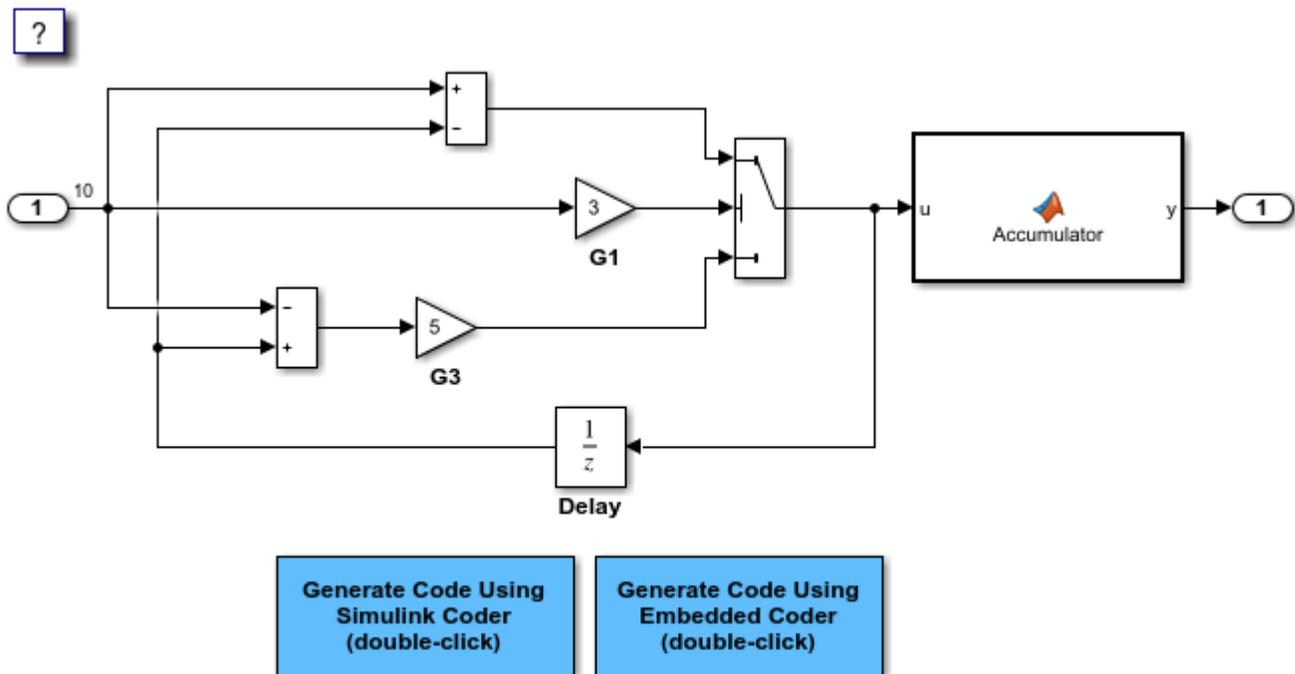 ?
+
−
10
1
3
G1
u
Accumulator
y
1
−
+
5
G3
1
z
Delay
Generate Code Using
Simulink Coder
(double-click)
Generate Code Using
Embedded Coder
(double-click)